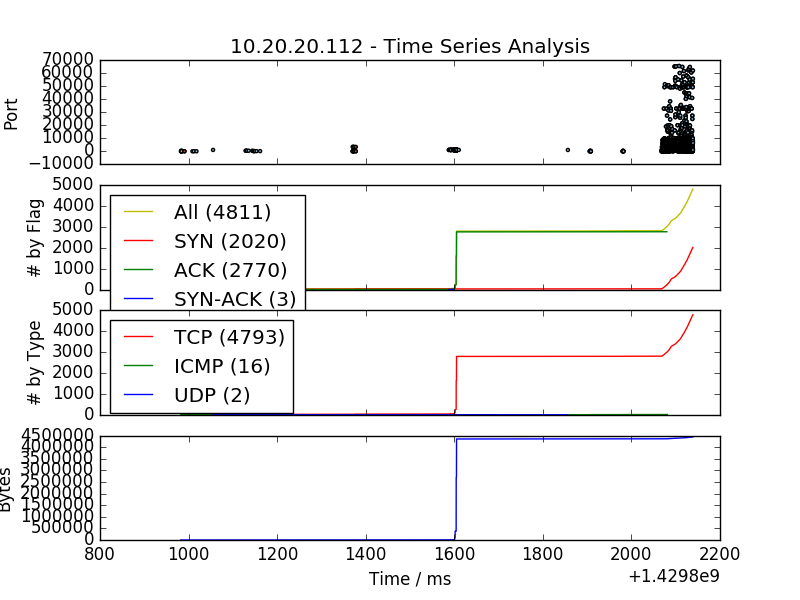 10.20.20.112 - Time Series Analysis
Port
70000
60000
50000
40000
30000
20000
10000
0
−10000
# by Flag
5000
4000
3000
2000
1000
0
All (4811)
SYN (2020)
ACK (2770)
SYN-ACK (3)
# by Type
5000
4000
3000
2000
1000
0
TCP (4793)
ICMP (16)
UDP (2)
Bytes
4500000
4000000
3500000
3000000
2500000
2000000
1500000
1000000
500000
0
800 1000 1200 1400 1600 1800 2000 2200
Time / ms
+1.4298e9